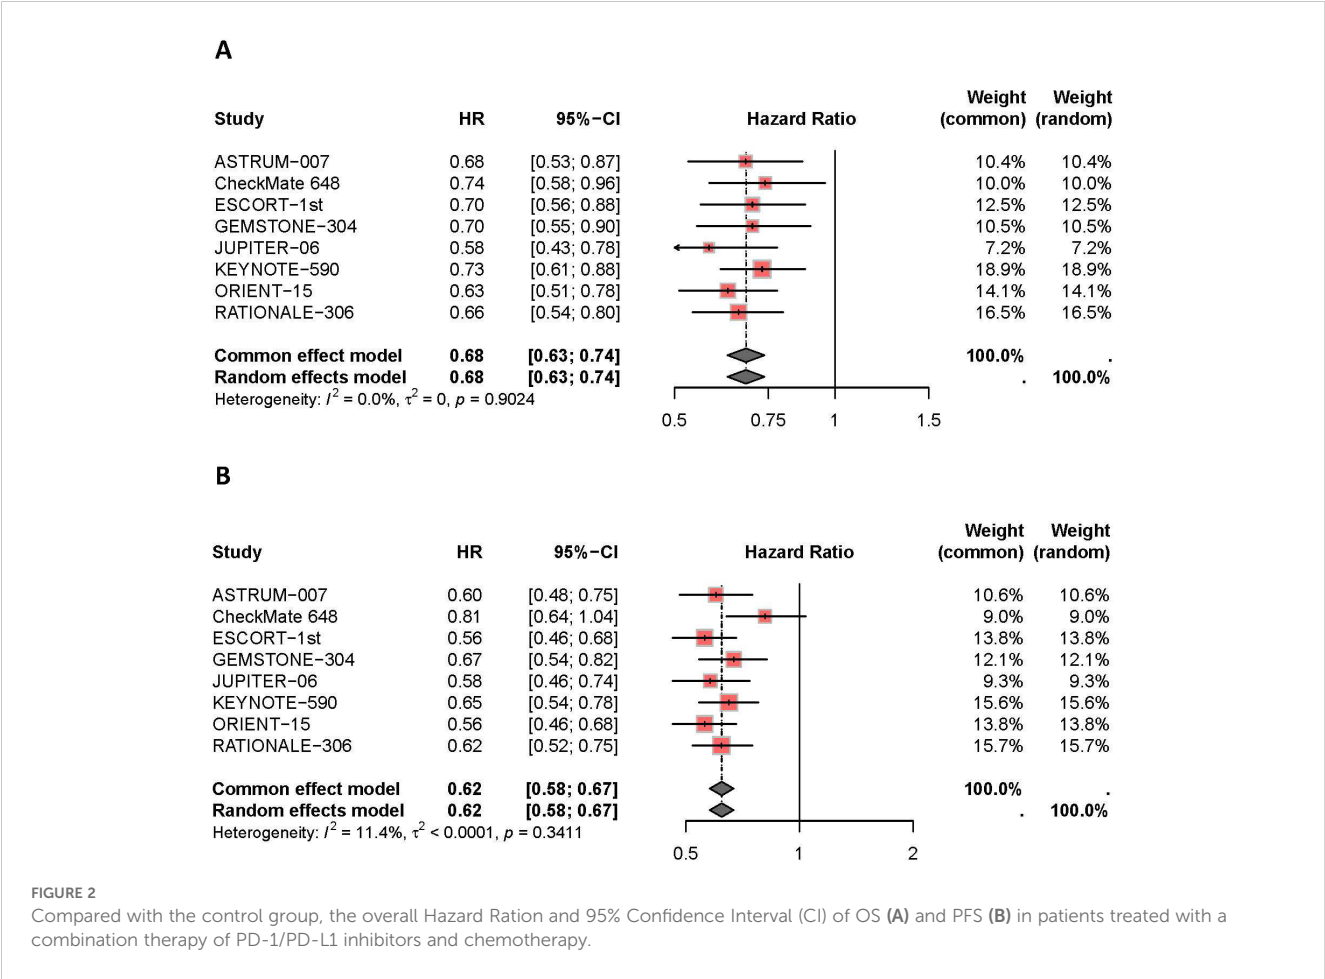 A
Weight Weight
Study HR 95%−CI Hazard Ratio (common) (random)
ASTRUM−007 0.68 [0.53; 0.87] 10.4% 10.4%
CheckMate 648 0.74 [0.58; 0.96] 10.0% 10.0%
ESCORT−1st 0.70 [0.56; 0.88] 12.5% 12.5%
GEMSTONE−304 0.70 [0.55; 0.90] 10.5% 10.5%
JUPITER−06 0.58 [0.43; 0.78] 7.2% 7.2%
KEYNOTE−590 0.73 [0.61; 0.88] 18.9% 18.9%
ORIENT−15 0.63 [0.51; 0.78] 14.1% 14.1%
RATIONALE−306 0.66 [0.54; 0.80] 16.5% 16.5%
Common effect model 0.68 [0.63; 0.74] 100.0% .
Random effects model 0.68 [0.63; 0.74] . 100.0%
Heterogeneity: I² = 0.0%, τ² = 0, p = 0.9024
0.5 0.75 1 1.5
B
Weight Weight
Study HR 95%−CI Hazard Ratio (common) (random)
ASTRUM−007 0.60 [0.48; 0.75] 10.6% 10.6%
CheckMate 648 0.81 [0.64; 1.04] 9.0% 9.0%
ESCORT−1st 0.56 [0.46; 0.68] 13.8% 13.8%
GEMSTONE−304 0.67 [0.54; 0.82] 12.1% 12.1%
JUPITER−06 0.58 [0.46; 0.74] 9.3% 9.3%
KEYNOTE−590 0.65 [0.54; 0.78] 15.6% 15.6%
ORIENT−15 0.56 [0.46; 0.68] 13.8% 13.8%
RATIONALE−306 0.62 [0.52; 0.75] 15.7% 15.7%
Common effect model 0.62 [0.58; 0.67] 100.0% .
Random effects model 0.62 [0.58; 0.67] . 100.0%
Heterogeneity: I² = 11.4%, τ² < 0.0001, p = 0.3411
0.5 1 2
FIGURE 2
Compared with the control group, the overall Hazard Ration and 95% Confidence Interval (CI) of OS (A) and PFS (B) in patients treated with a
combination therapy of PD-1/PD-L1 inhibitors and chemotherapy.